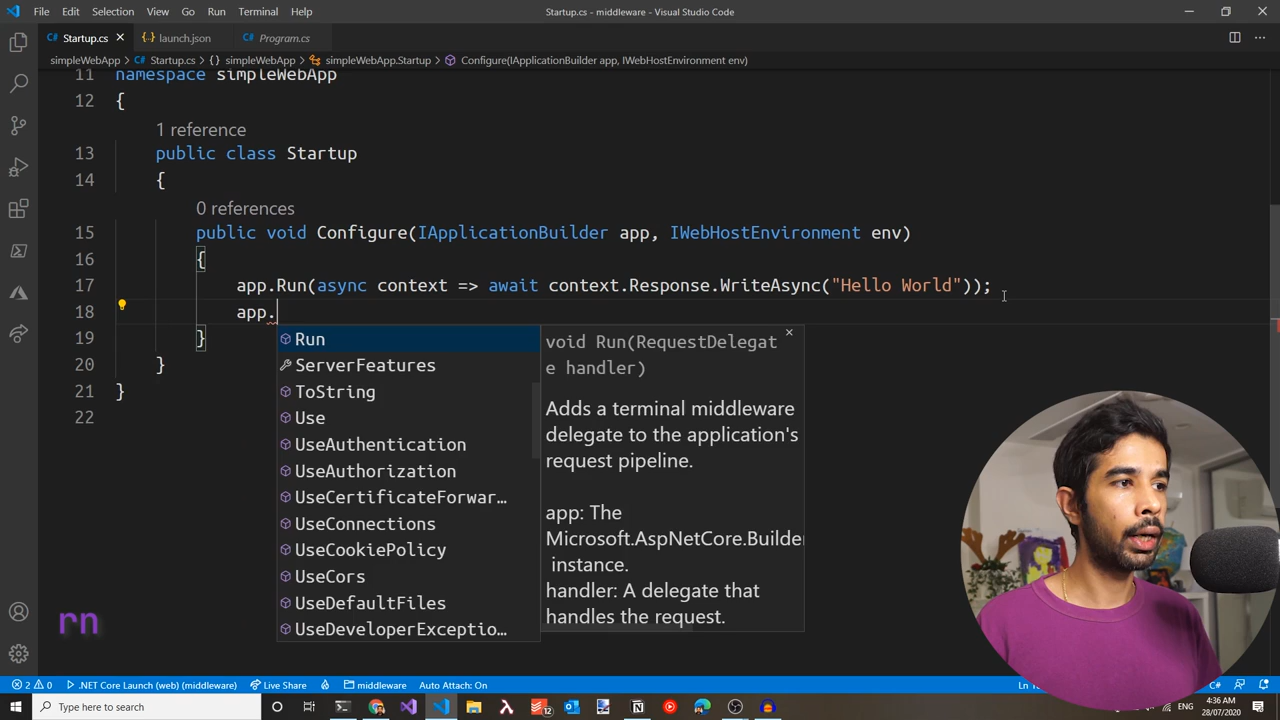 File Edit Selection View Go Run Terminal Help
Startup.cs - middleware - Visual Studio Code
C# Startup.cs launch.json C# Program.cs
simpleWebApp > C# Startup.cs > {} simpleWebApp > simpleWebApp.Startup > Configure(IApplicationBuilder app, IWebHostEnvironment env)
11 namespace simpleWebApp
12 {
1 reference
13 public class Startup
14 {
0 references
15 public void Configure(IApplicationBuilder app, IWebHostEnvironment env)
16 {
17 app.Run(async context => await context.Response.WriteAsync("Hello World"));
18 app.
19 }
20 }
21 }
22
Run
ServerFeatures
ToString
Use
UseAuthentication
UseAuthorization
UseCertificateForwar…
UseConnections
UseCookiePolicy
UseCors
UseDefaultFiles
UseDeveloperExceptio…
void Run(RequestDelegat
e handler)
Adds a terminal middleware
delegate to the application's
request pipeline.
app: The
Microsoft.AspNetCore.Builde
instance.
handler: A delegate that
handles the request.
rn
2 0 .NET Core Launch (web) (middleware) Live Share middleware Auto Attach: On C#
Type here to search
12
4:36 AM
28/07/2020